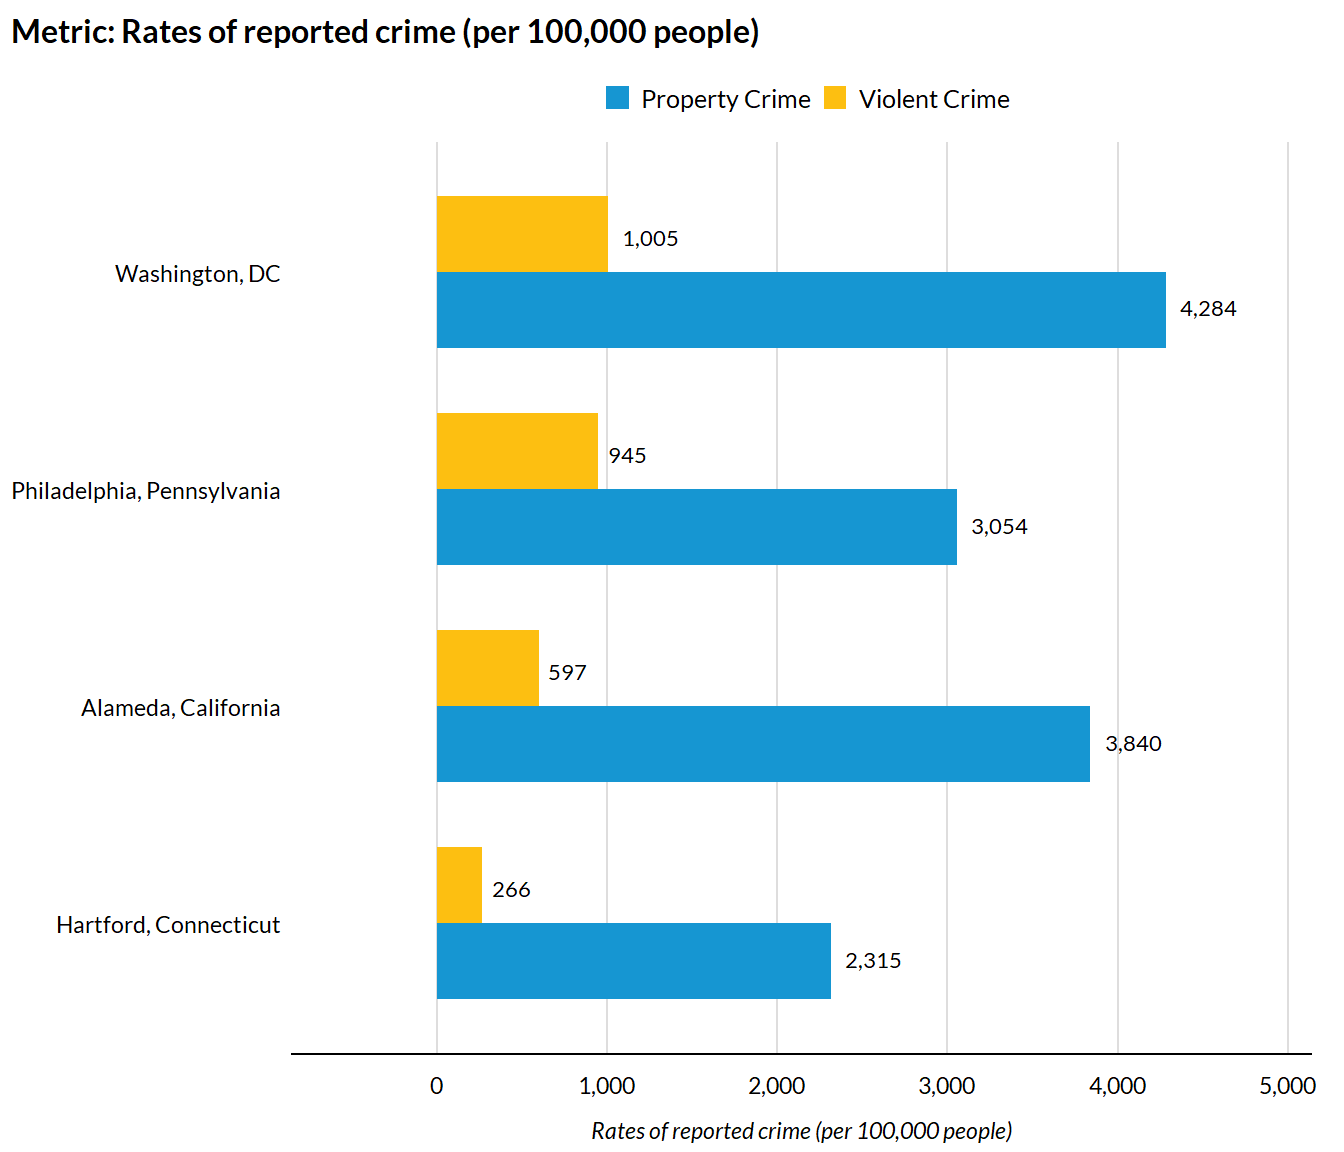 Metric: Rates of reported crime (per 100,000 people)
Property Crime Violent Crime
1,005
Washington, DC
4,284
945
Philadelphia, Pennsylvania
3,054
597
Alameda, California
3,840
266
Hartford, Connecticut
2,315
0 1,000 2,000 3,000 4,000 5,000
Rates of reported crime (per 100,000 people)